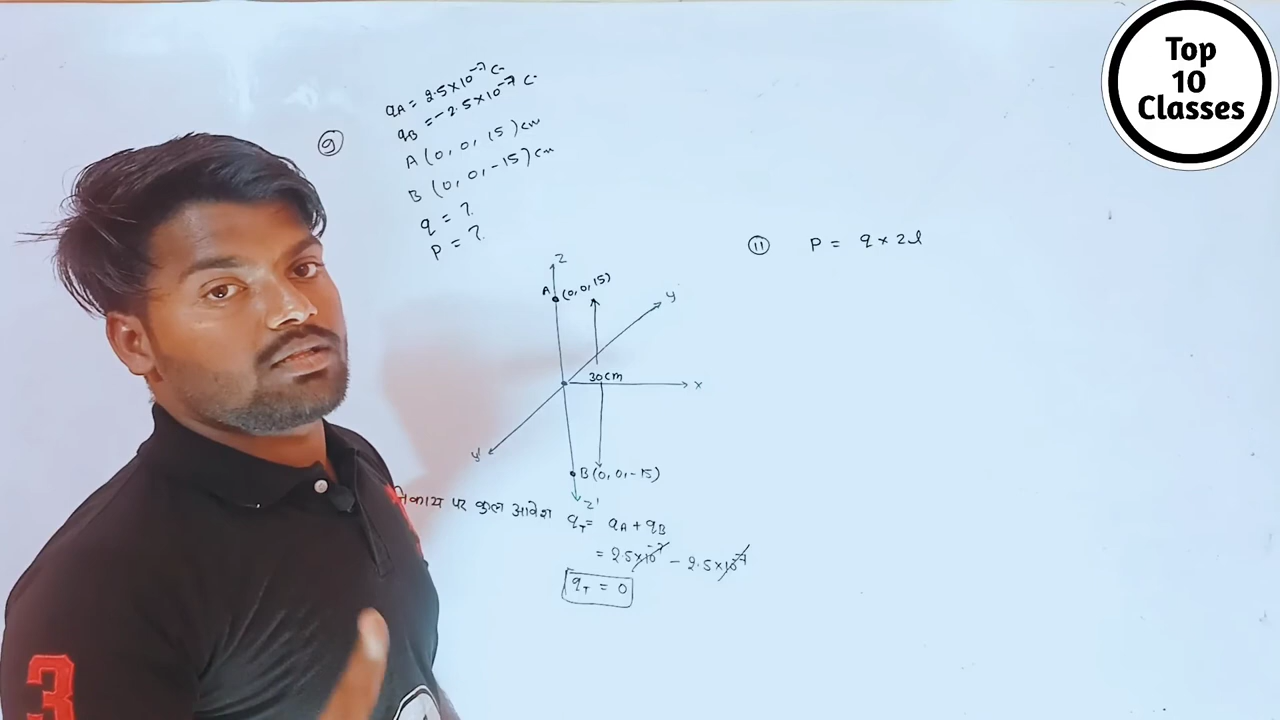 Top
10
Classes
9
qA = 2.5×10⁻⁷ C.
qB = -2.5×10⁻⁷ C.
A (0, 0, 15) cm
B (0, 0, -15) cm
q = ?
P = ?
11 P = q × 2l
Z
A (0, 0, 15)
y
30cm
x
y'
B (0, 0, -15)
Z'
निकाय पर कुल आवेश qT = qA + qB
= 2.5×10⁻⁷ - 2.5×10⁻⁷
qT = 0
3